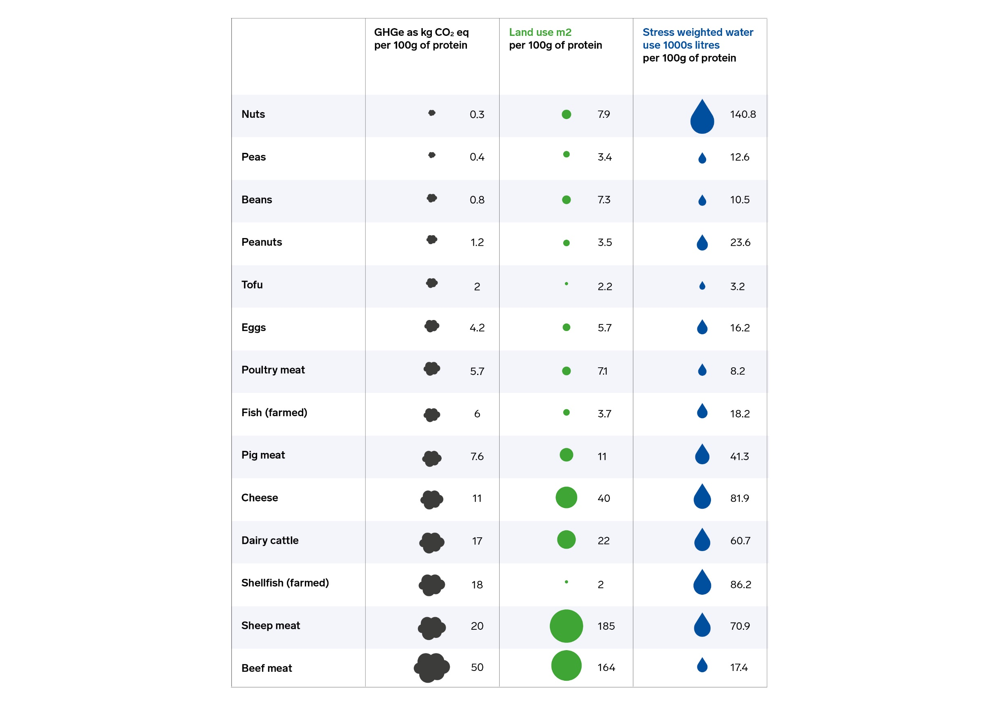 GHGe as kg CO₂ eq
per 100g of protein
Land use m2
per 100g of protein
Stress weighted water
use 1000s litres
per 100g of protein
Nuts 0.3 7.9 140.8
Peas 0.4 3.4 12.6
Beans 0.8 7.3 10.5
Peanuts 1.2 3.5 23.6
Tofu 2 2.2 3.2
Eggs 4.2 5.7 16.2
Poultry meat 5.7 7.1 8.2
Fish (farmed) 6 3.7 18.2
Pig meat 7.6 11 41.3
Cheese 11 40 81.9
Dairy cattle 17 22 60.7
Shellfish (farmed) 18 2 86.2
Sheep meat 20 185 70.9
Beef meat 50 164 17.4